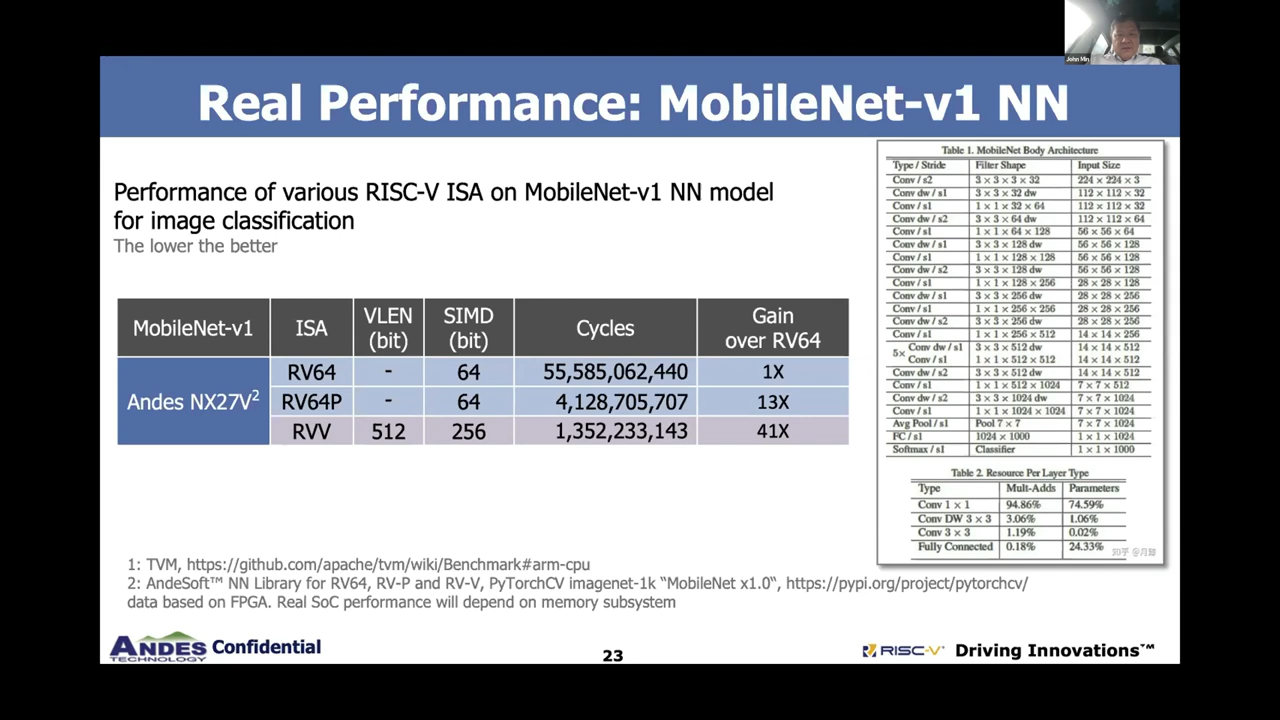 John Min
Real Performance: MobileNet-v1 NN
Performance of various RISC-V ISA on MobileNet-v1 NN model
for image classification
The lower the better
MobileNet-v1 ISA VLEN (bit) SIMD (bit) Cycles Gain over RV64
Andes NX27V2
RV64 - 64 55,585,062,440 1X
RV64P - 64 4,128,705,707 13X
RVV 512 256 1,352,233,143 41X
Table 1. MobileNet Body Architecture
Type / Stride Filter Shape Input Size
Conv / s2 3 × 3 × 3 × 32 224 × 224 × 3
Conv dw / s1 3 × 3 × 32 dw 112 × 112 × 32
Conv / s1 1 × 1 × 32 × 64 112 × 112 × 32
Conv dw / s2 3 × 3 × 64 dw 112 × 112 × 64
Conv / s1 1 × 1 × 64 × 128 56 × 56 × 64
Conv dw / s1 3 × 3 × 128 dw 56 × 56 × 128
Conv / s1 1 × 1 × 128 × 128 56 × 56 × 128
Conv dw / s2 3 × 3 × 128 dw 56 × 56 × 128
Conv / s1 1 × 1 × 128 × 256 28 × 28 × 128
Conv dw / s1 3 × 3 × 256 dw 28 × 28 × 256
Conv / s1 1 × 1 × 256 × 256 28 × 28 × 256
Conv dw / s2 3 × 3 × 256 dw 28 × 28 × 256
Conv / s1 1 × 1 × 256 × 512 14 × 14 × 256
5× Conv dw / s1 3 × 3 × 512 dw 14 × 14 × 512
Conv / s1 1 × 1 × 512 × 512 14 × 14 × 512
Conv dw / s2 3 × 3 × 512 dw 14 × 14 × 512
Conv / s1 1 × 1 × 512 × 1024 7 × 7 × 512
Conv dw / s2 3 × 3 × 1024 dw 7 × 7 × 1024
Conv / s1 1 × 1 × 1024 × 1024 7 × 7 × 1024
Avg Pool / s1 Pool 7 × 7 7 × 7 × 1024
FC / s1 1024 × 1000 1 × 1 × 1024
Softmax / s1 Classifier 1 × 1 × 1000
Table 2. Resource Per Layer Type
Type Mult-Adds Parameters
Conv 1 × 1 94.86% 74.59%
Conv DW 3 × 3 3.06% 1.06%
Conv 3 × 3 1.19% 0.02%
Fully Connected 0.18% 24.33%
1: TVM, https://github.com/apache/tvm/wiki/Benchmark#arm-cpu
2: AndeSoft™ NN Library for RV64, RV-P and RV-V, PyTorchCV imagenet-1k “MobileNet x1.0“, https://pypi.org/project/pytorchcv/
data based on FPGA. Real SoC performance will depend on memory subsystem
ANDES TECHNOLOGY Confidential
23
RISC-V Driving Innovations™